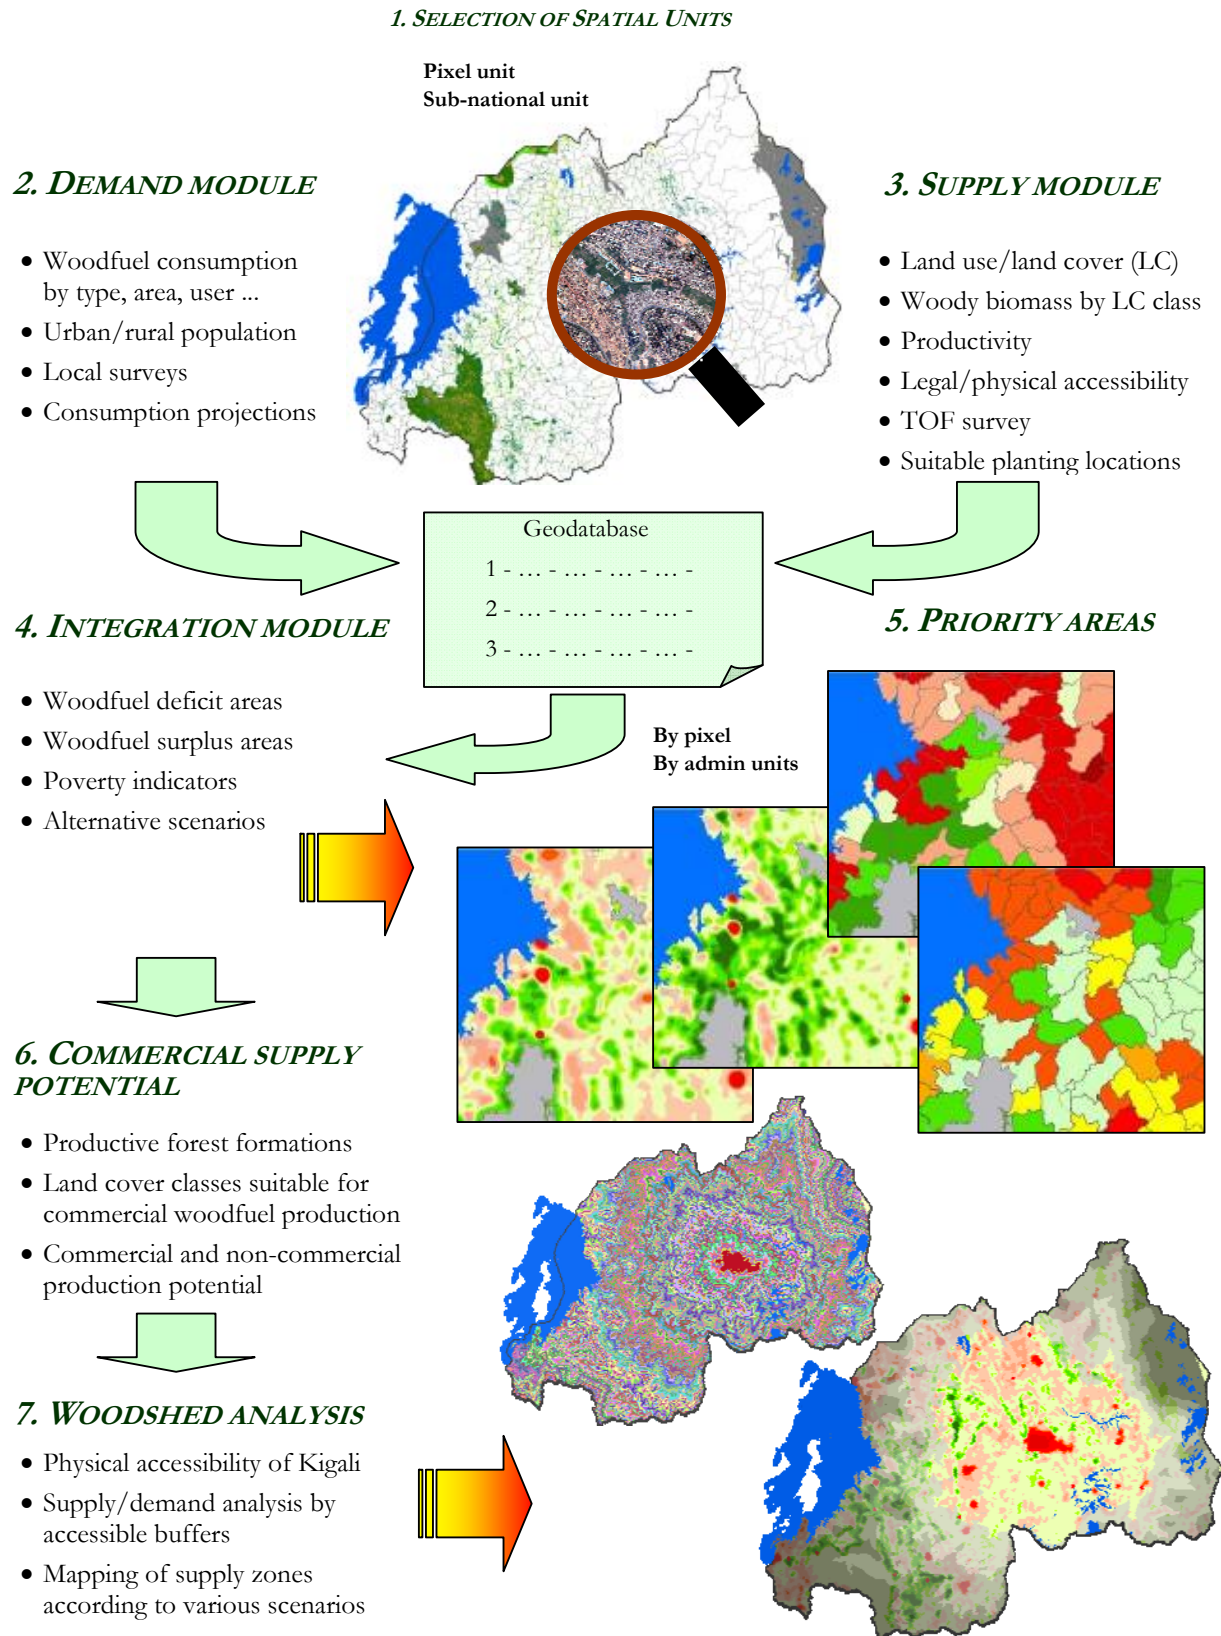 1. SELECTION OF SPATIAL UNITS
Pixel unit
Sub-national unit
2. DEMAND MODULE
• Woodfuel consumption
by type, area, user ...
• Urban/rural population
• Local surveys
• Consumption projections
3. SUPPLY MODULE
• Land use/land cover (LC)
• Woody biomass by LC class
• Productivity
• Legal/physical accessibility
• TOF survey
• Suitable planting locations
Geodatabase
1 - … - … - … - … -
2 - … - … - … - … -
3 - … - … - … - … -
4. INTEGRATION MODULE
• Woodfuel deficit areas
• Woodfuel surplus areas
• Poverty indicators
• Alternative scenarios
5. PRIORITY AREAS
By pixel
By admin units
6. COMMERCIAL SUPPLY
POTENTIAL
• Productive forest formations
• Land cover classes suitable for
commercial woodfuel production
• Commercial and non-commercial
production potential
7. WOODSHED ANALYSIS
• Physical accessibility of Kigali
• Supply/demand analysis by
accessible buffers
• Mapping of supply zones
according to various scenarios